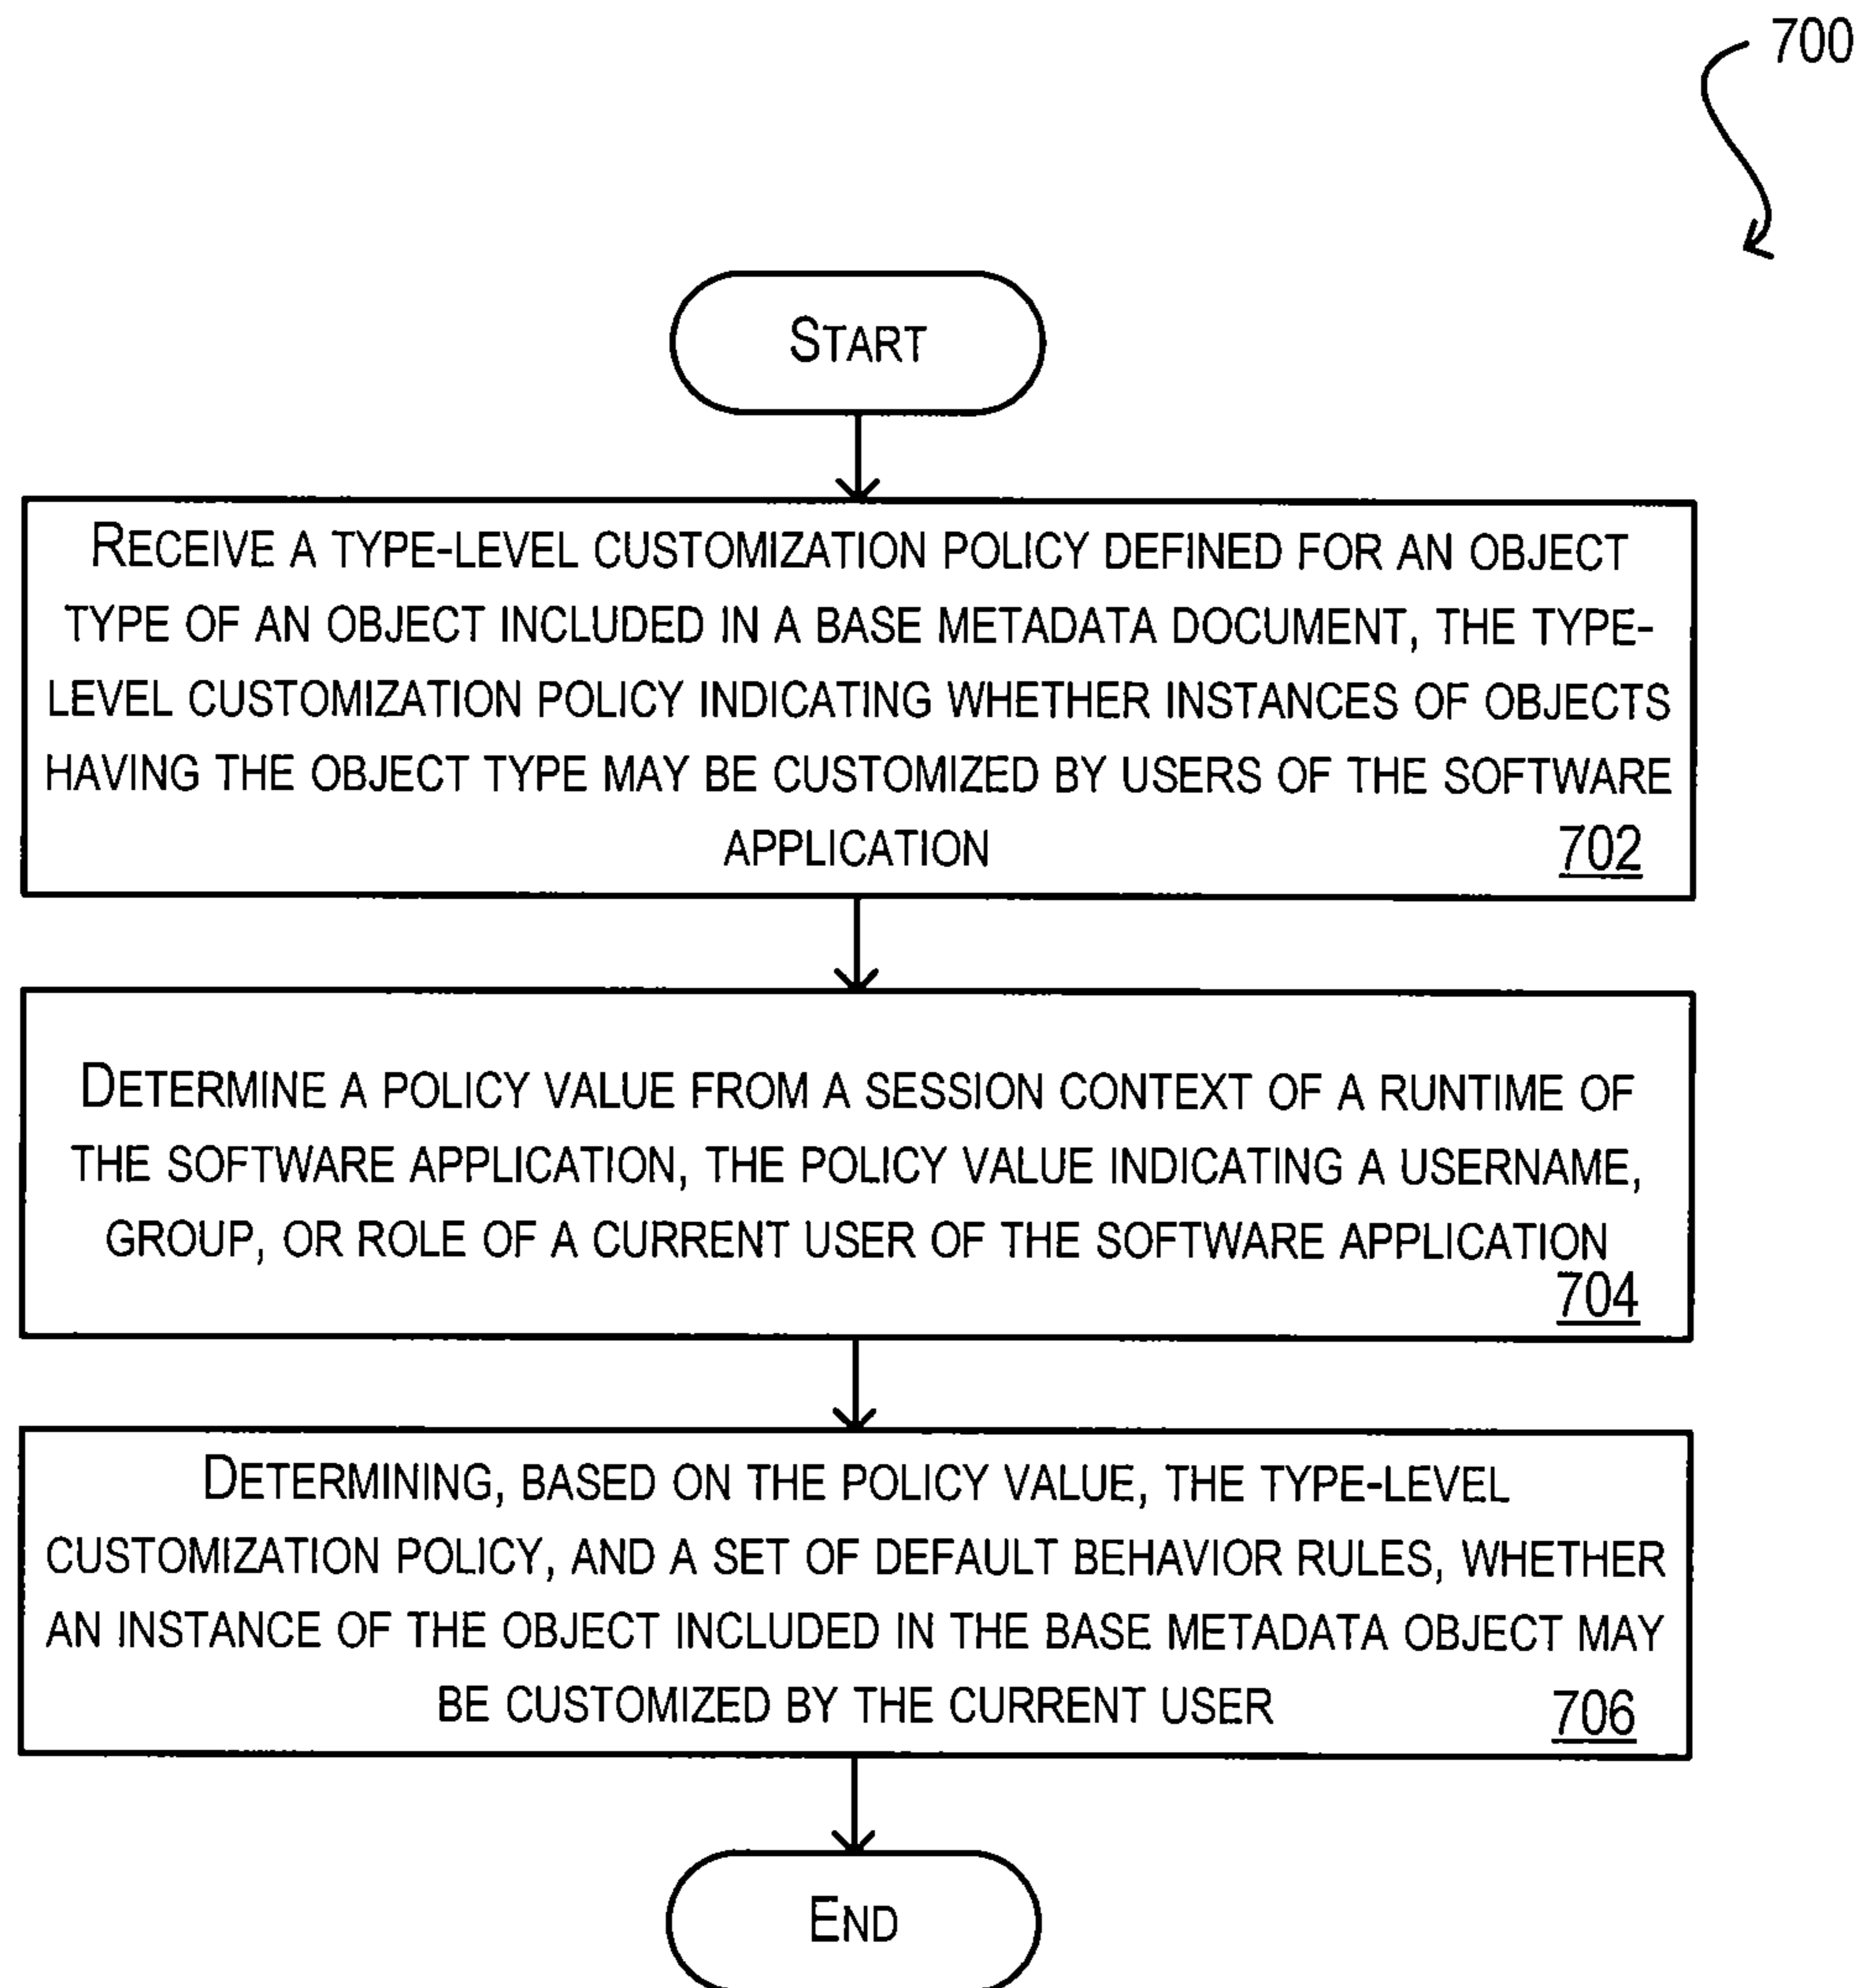 700
START
RECEIVE A TYPE-LEVEL CUSTOMIZATION POLICY DEFINED FOR AN OBJECT
TYPE OF AN OBJECT INCLUDED IN A BASE METADATA DOCUMENT, THE TYPE-
LEVEL CUSTOMIZATION POLICY INDICATING WHETHER INSTANCES OF OBJECTS
HAVING THE OBJECT TYPE MAY BE CUSTOMIZED BY USERS OF THE SOFTWARE
APPLICATION
702
DETERMINE A POLICY VALUE FROM A SESSION CONTEXT OF A RUNTIME OF
THE SOFTWARE APPLICATION, THE POLICY VALUE INDICATING A USERNAME,
GROUP, OR ROLE OF A CURRENT USER OF THE SOFTWARE APPLICATION
704
DETERMINING, BASED ON THE POLICY VALUE, THE TYPE-LEVEL
CUSTOMIZATION POLICY, AND A SET OF DEFAULT BEHAVIOR RULES, WHETHER
AN INSTANCE OF THE OBJECT INCLUDED IN THE BASE METADATA OBJECT MAY
BE CUSTOMIZED BY THE CURRENT USER
706
END